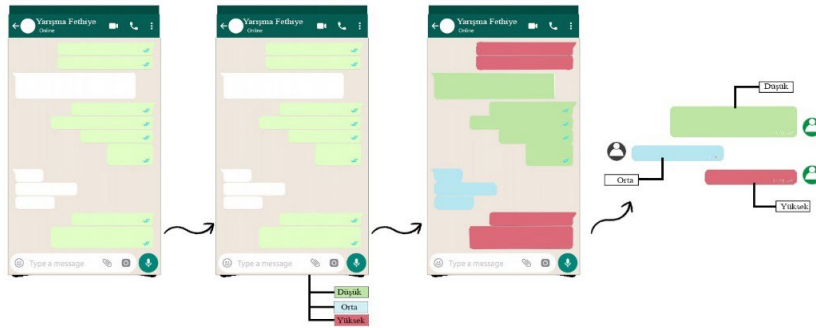 Yarışma Fethiye
Online
Type a message
Yarışma Fethiye
Online
Type a message
Düşük
Orta
Yüksek
Yarışma Fethiye
Online
Type a message
Düşük
Orta
Yüksek